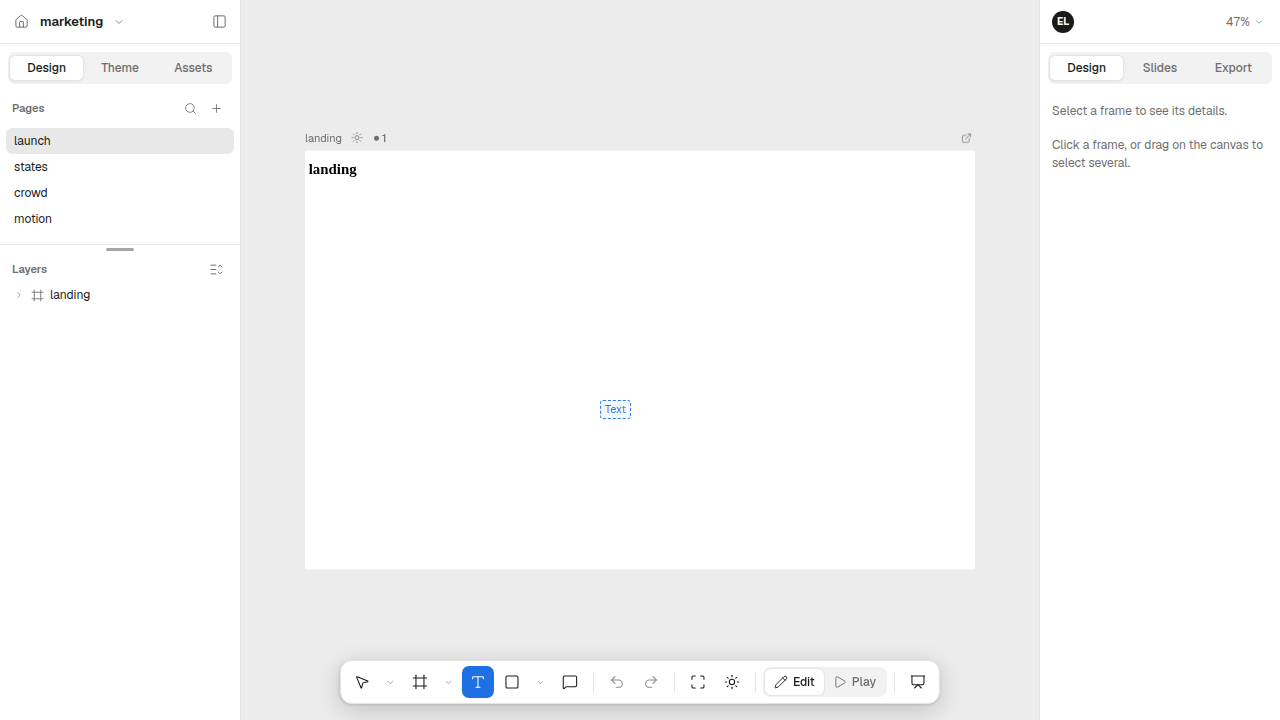 marketing
EL
47%
Design
Theme
Assets
Design
Slides
Export
Pages
launch
states
crowd
motion
Layers
landing
landing
1
landing
Text
Select a frame to see its details.
Click a frame, or drag on the canvas to
select several.
Edit
Play